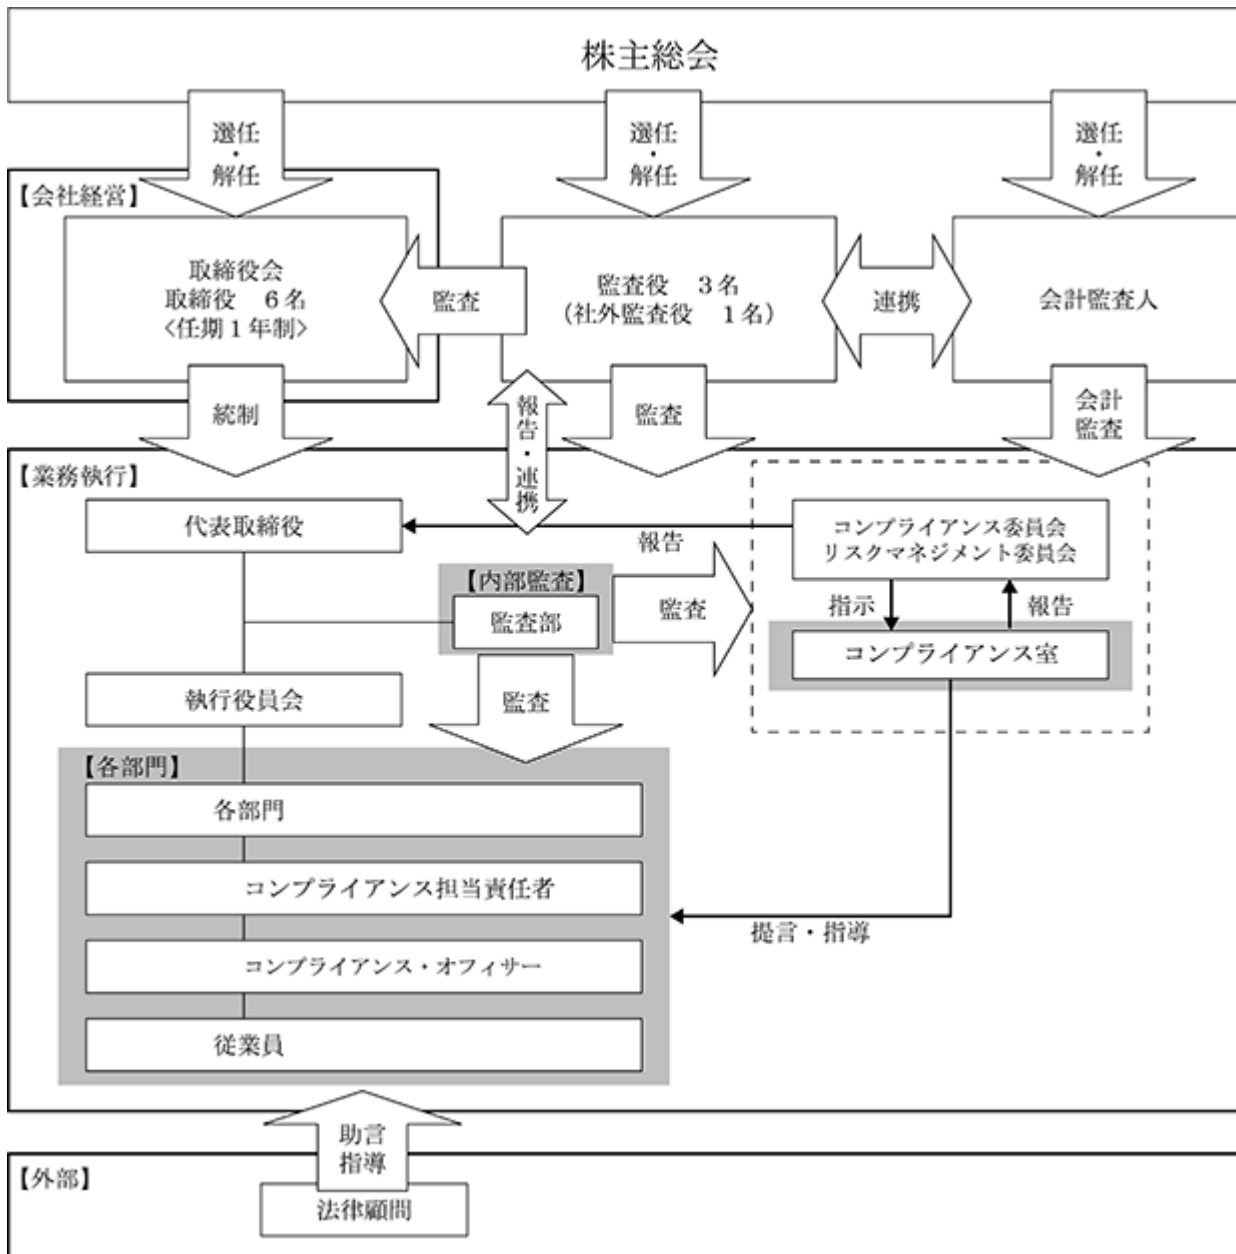 株主総会
選任
・
解任
選任
・
解任
選任
・
解任
【会社経営】
取締役会
取締役　6名
<任期1年制>
監査
監査役　3名
(社外監査役　1名)
連携
会計監査人
統制
報告・連携
監査
会計
監査
【業務執行】
代表取締役
報告
コンプライアンス委員会
リスクマネジメント委員会
【内部監査】
監査部
監査
指示
報告
コンプライアンス室
執行役員会
監査
【各部門】
各部門
コンプライアンス担当責任者
提言・指導
コンプライアンス・オフィサー
従業員
助言
指導
【外部】
法律顧問